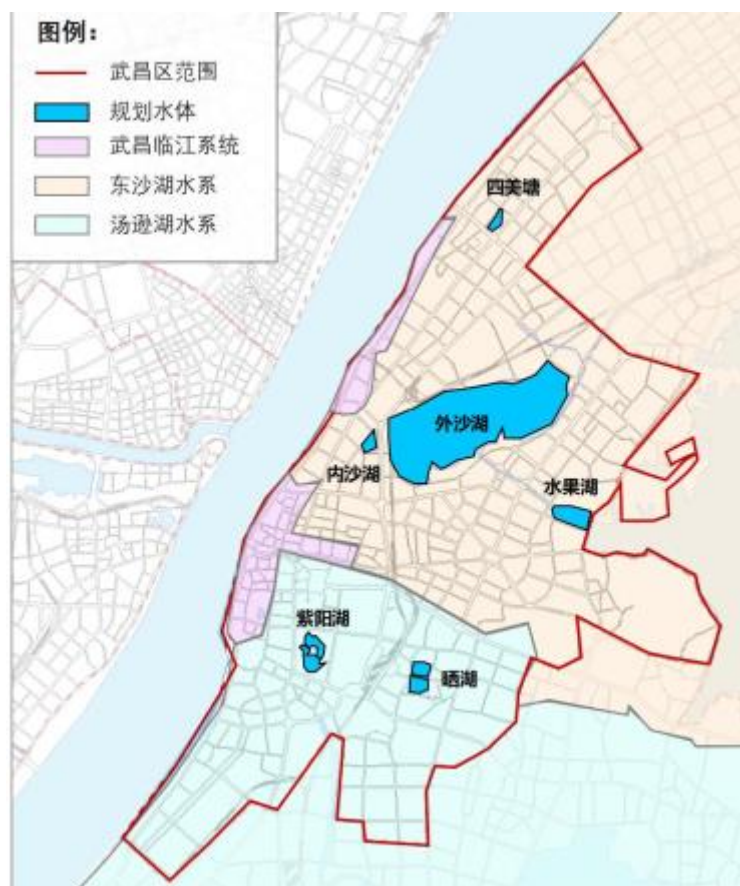 图例：
武昌区范围
规划水体
武昌临江系统
东沙湖水系
汤逊湖水系
四美塘
外沙湖
内沙湖
水果湖
紫阳湖
晒湖